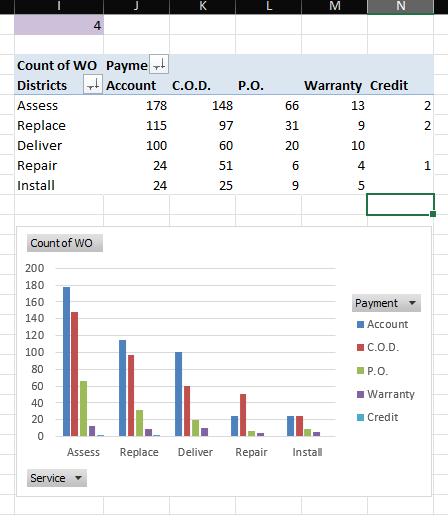 I J K L M N
4
Count of WO Payme
Districts Account C.O.D. P.O. Warranty Credit
Assess 178 148 66 13 2
Replace 115 97 31 9 2
Deliver 100 60 20 10
Repair 24 51 6 4 1
Install 24 25 9 5
Count of WO
200
180
160
140
120
100
80
60
40
20
0
Assess Replace Deliver Repair Install
Payment
Account
C.O.D.
P.O.
Warranty
Credit
Service